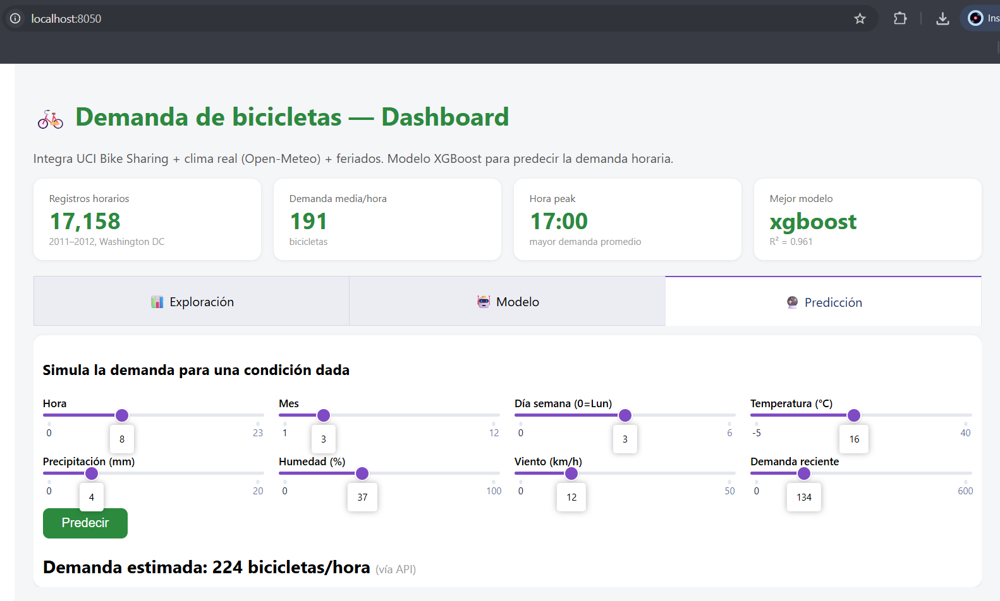 localhost:8050
Ins
Demanda de bicicletas — Dashboard
Integra UCI Bike Sharing + clima real (Open-Meteo) + feriados. Modelo XGBoost para predecir la demanda horaria.
Registros horarios
17,158
2011–2012, Washington DC
Demanda media/hora
191
bicicletas
Hora peak
17:00
mayor demanda promedio
Mejor modelo
xgboost
R² = 0.961
Exploración
Modelo
Predicción
Simula la demanda para una condición dada
Hora
0
8
23
Mes
1
3
12
Día semana (0=Lun)
0
3
6
Temperatura (°C)
-5
16
40
Precipitación (mm)
0
4
20
Humedad (%)
0
37
100
Viento (km/h)
0
12
50
Demanda reciente
0
134
600
Predecir
Demanda estimada: 224 bicicletas/hora (vía API)